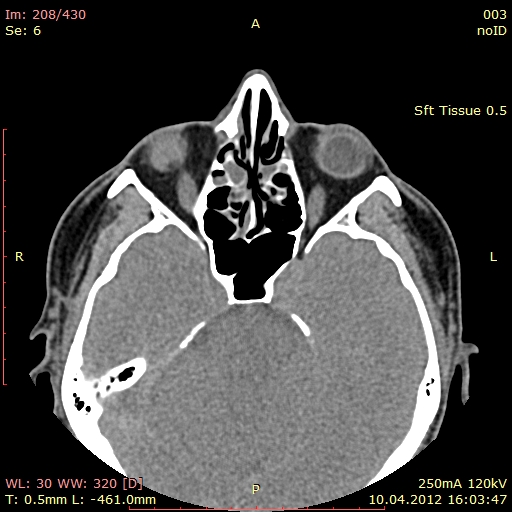 Im: 208/430
Se: 6
A
003
noID
Sft Tissue 0.5
R
L
WL: 30 WW: 320 [D]
T: 0.5mm L: -461.0mm
P
250mA 120kV
10.04.2012 16:03:47